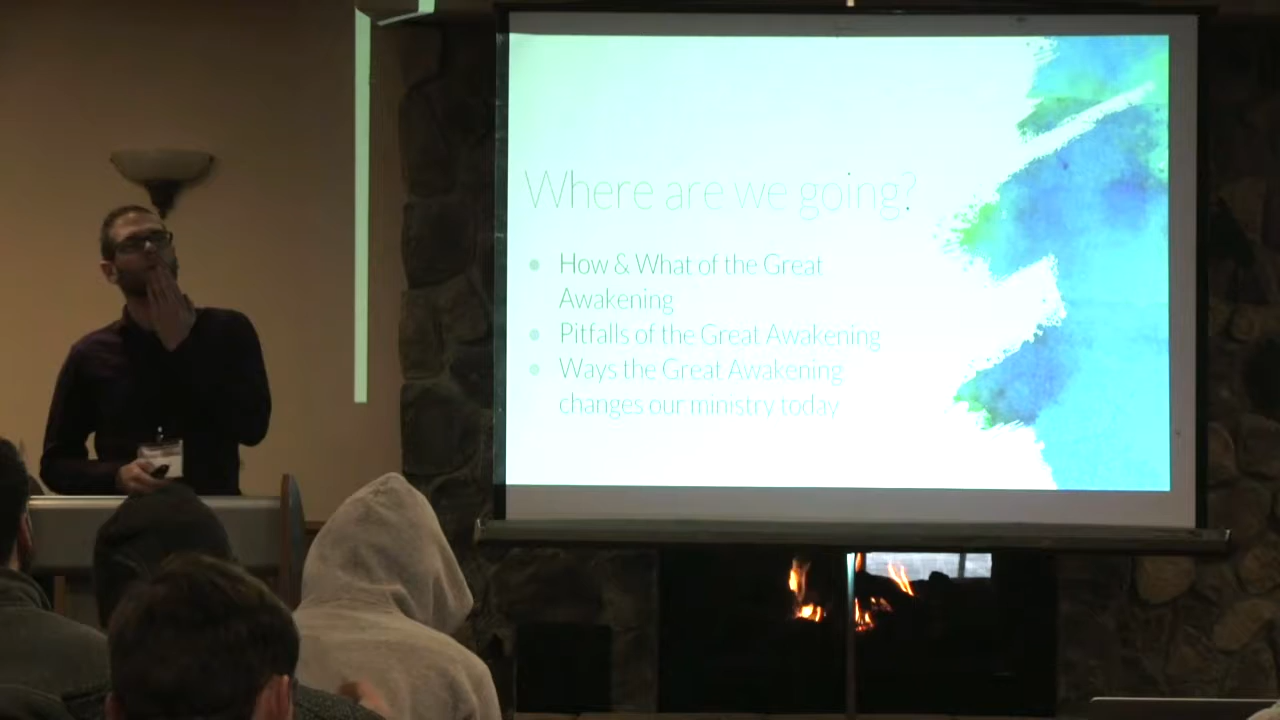 Where are we going?
• How & What of the Great
Awakening
• Pitfalls of the Great Awakening
• Ways the Great Awakening
changes our ministry today